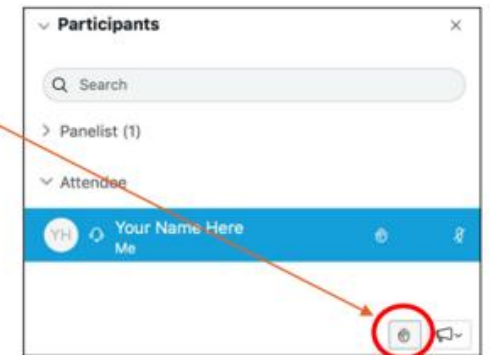 Participants
Search
Panelist (1)
Attendee
YH Your Name Here
Me